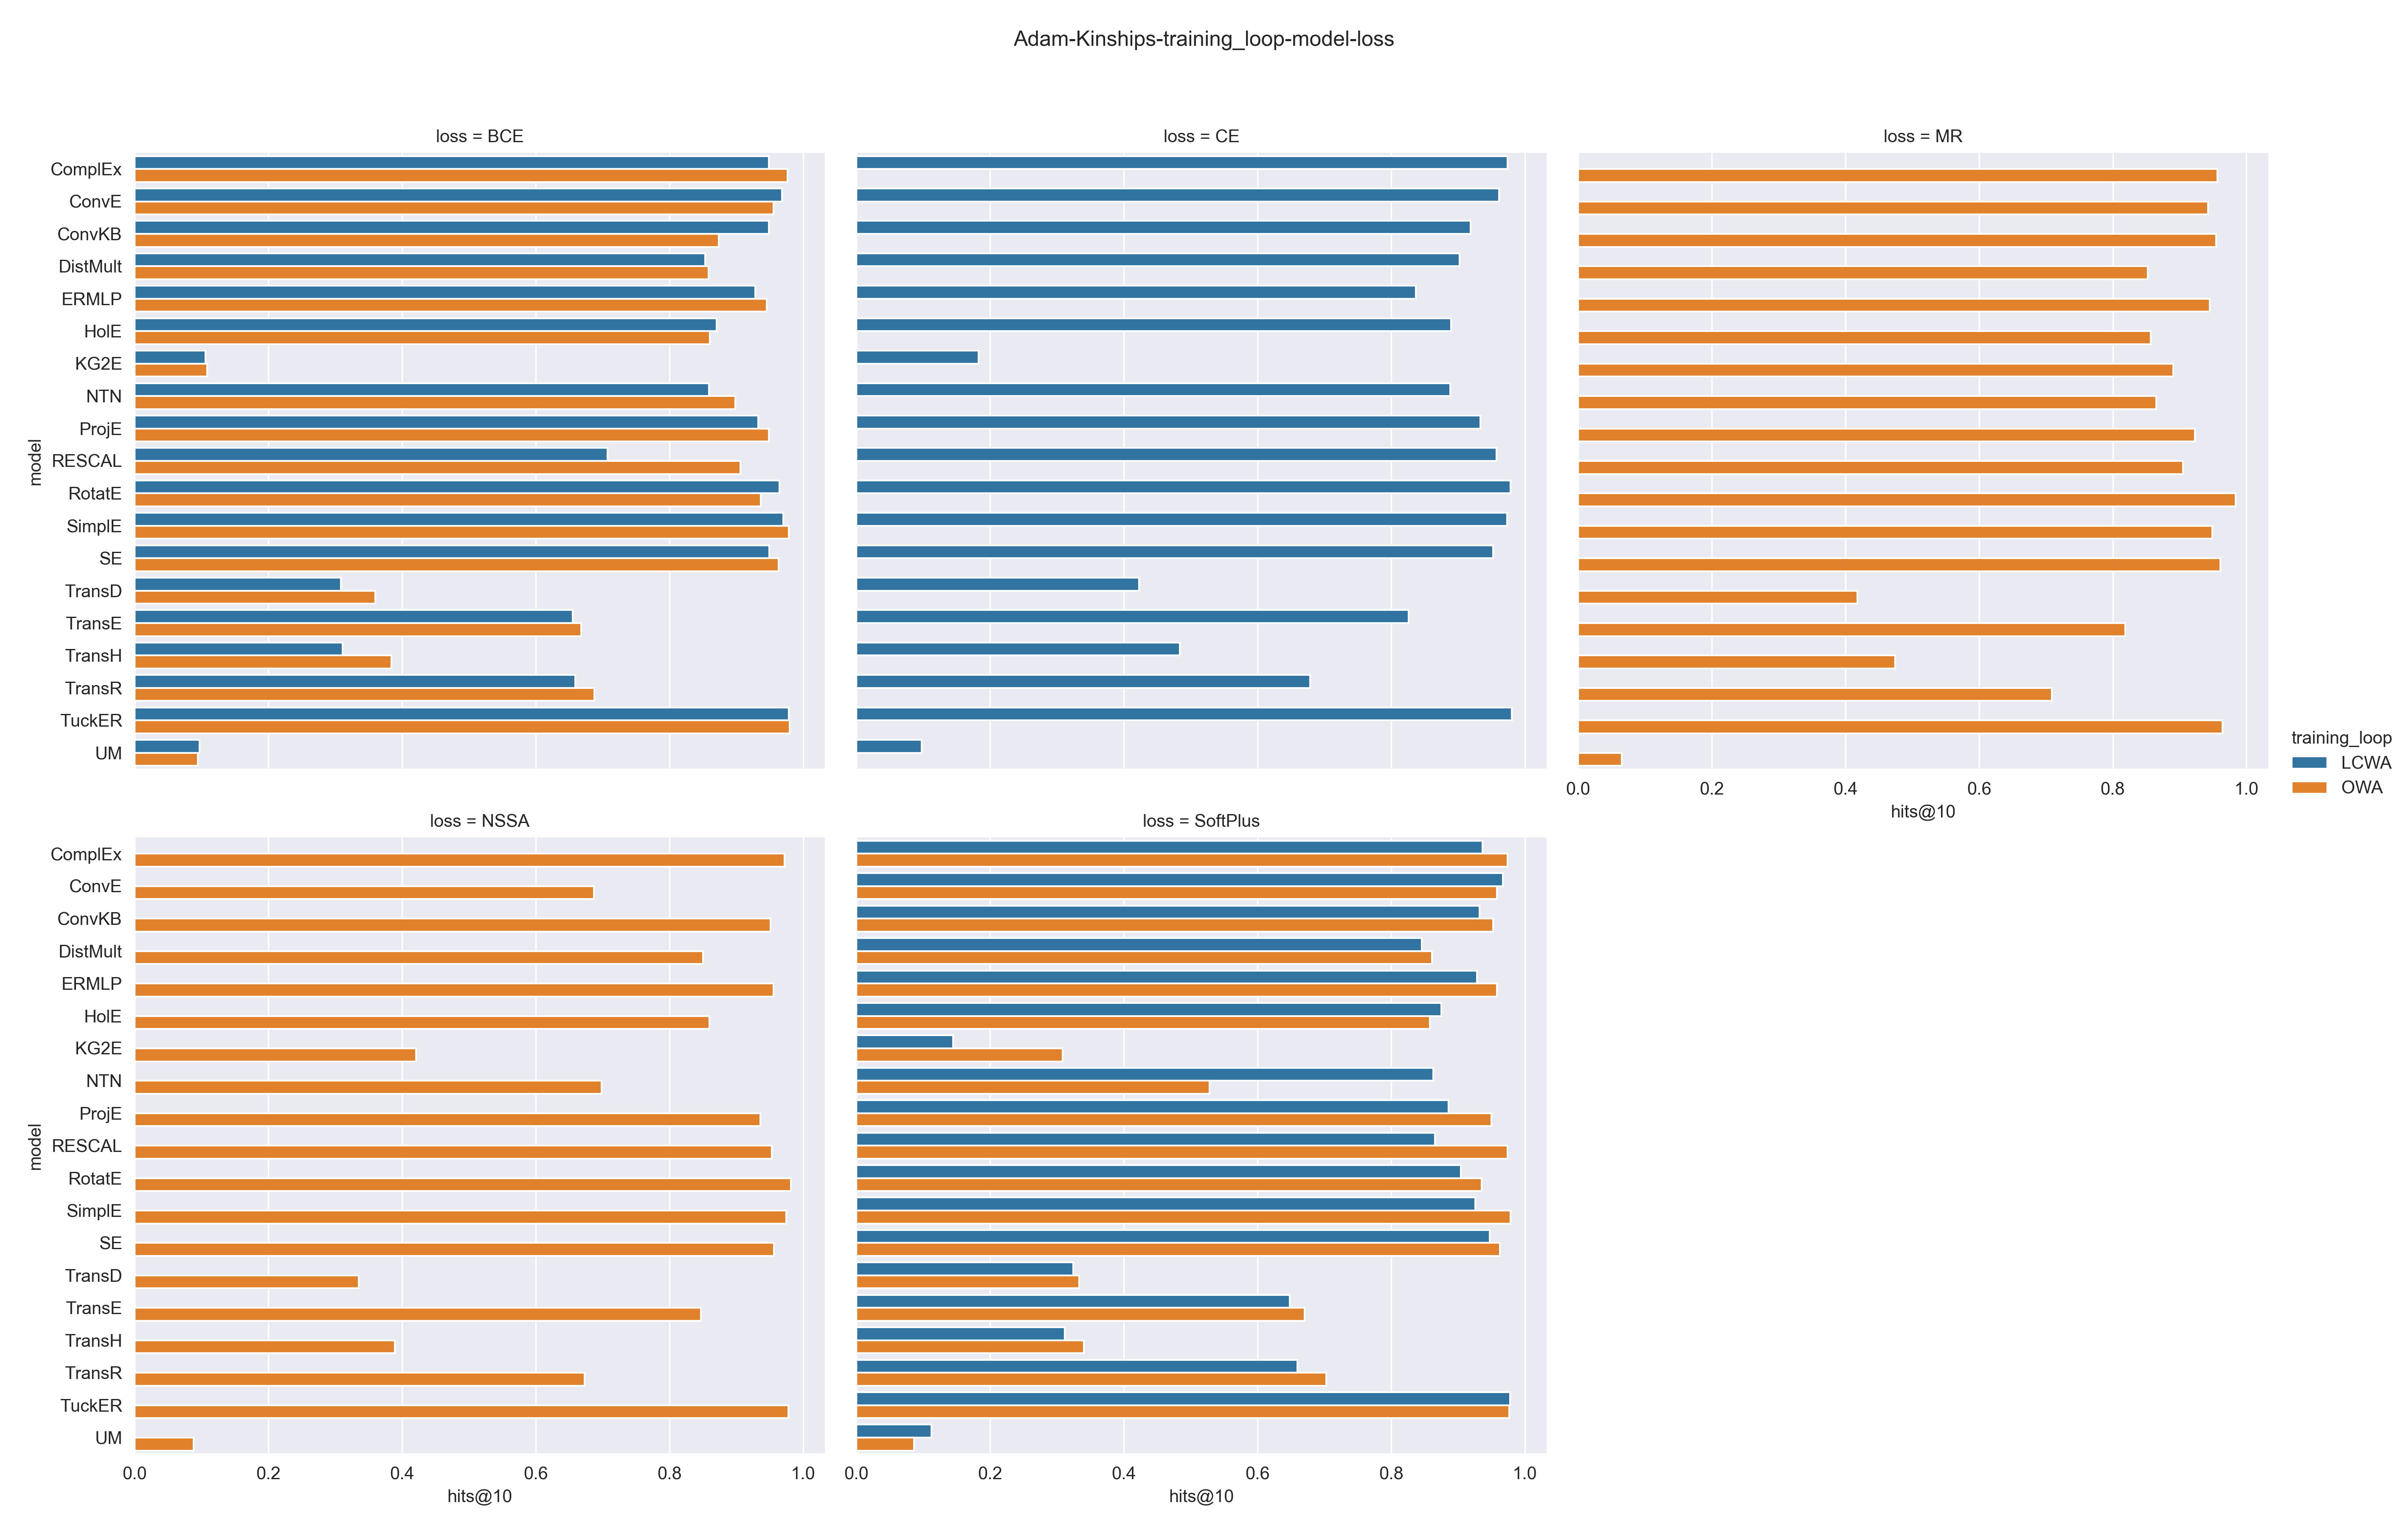 Adam-Kinships-training_loop-model-loss
loss = BCE
loss = CE
loss = MR
model
ComplEx
ConvE
ConvKB
DistMult
ERMLP
HolE
KG2E
NTN
ProjE
RESCAL
RotatE
SimplE
SE
TransD
TransE
TransH
TransR
TuckER
UM
0.0 0.2 0.4 0.6 0.8 1.0
hits@10
training_loop
LCWA
OWA
loss = NSSA
loss = SoftPlus
model
ComplEx
ConvE
ConvKB
DistMult
ERMLP
HolE
KG2E
NTN
ProjE
RESCAL
RotatE
SimplE
SE
TransD
TransE
TransH
TransR
TuckER
UM
0.0 0.2 0.4 0.6 0.8 1.0
hits@10
0.0 0.2 0.4 0.6 0.8 1.0
hits@10